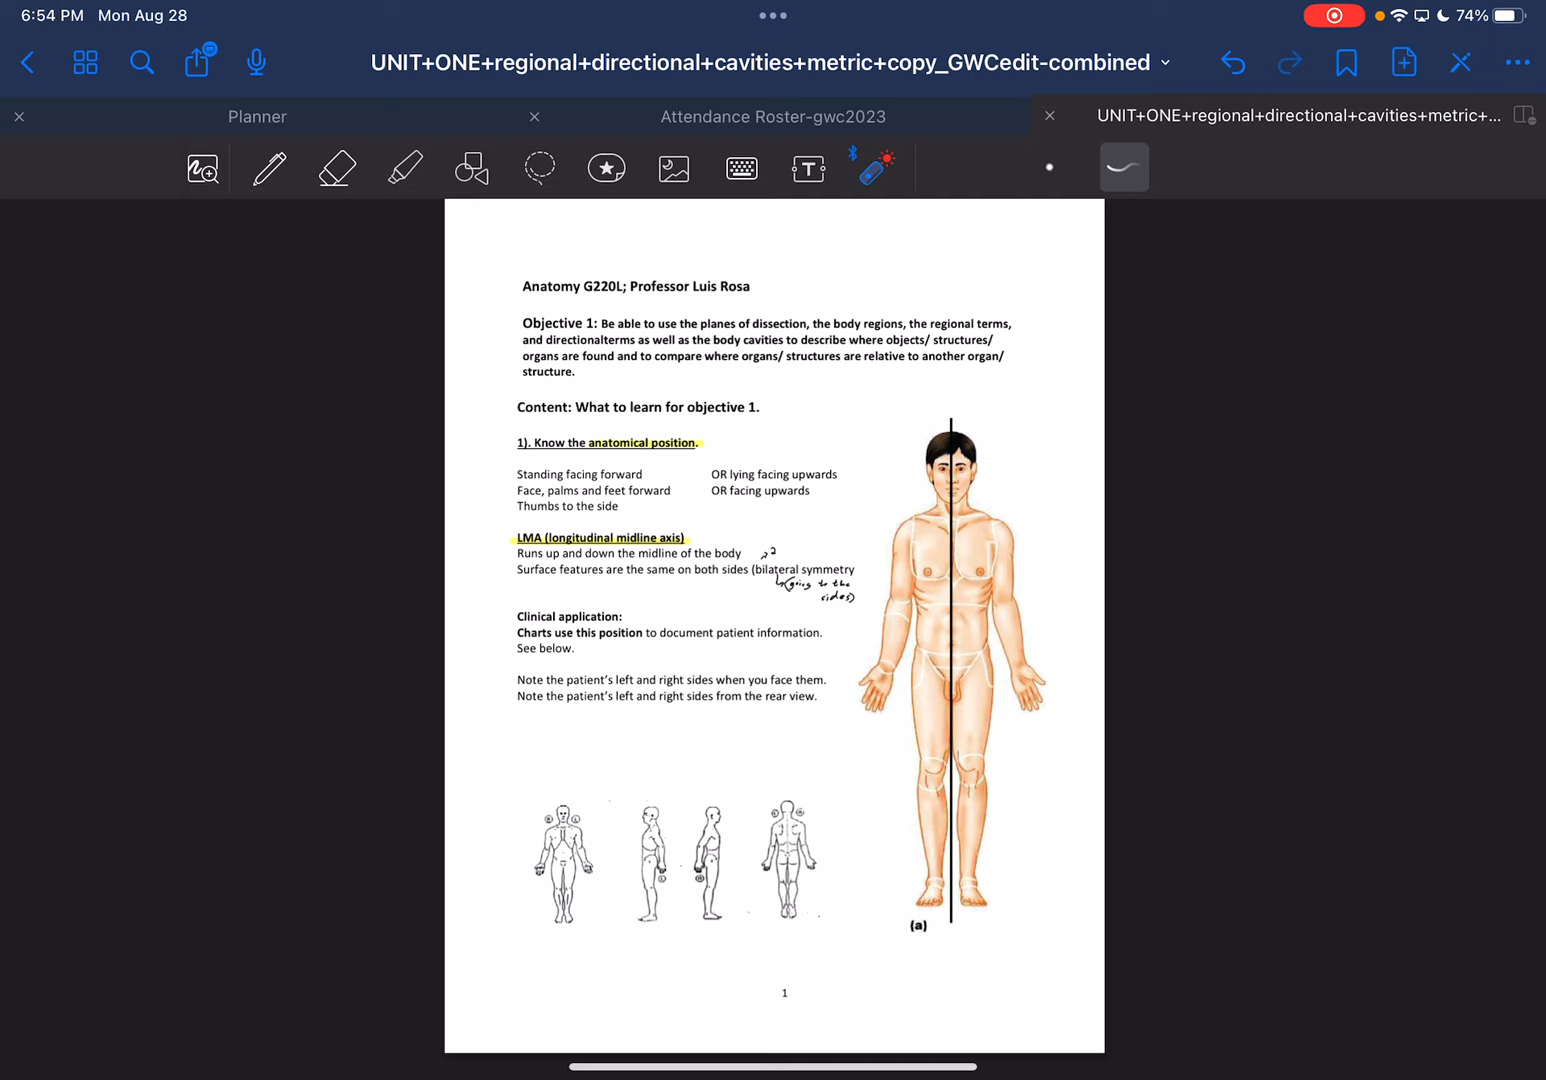 6:54 PM Mon Aug 28
74%
UNIT+ONE+regional+directional+cavities+metric+copy_GWCedit-combined
Planner
Attendance Roster-gwc2023
UNIT+ONE+regional+directional+cavities+metric+...
T
Anatomy G220L; Professor Luis Rosa
Objective 1: Be able to use the planes of dissection, the body regions, the regional terms,
and directionalterms as well as the body cavities to describe where objects/ structures/
organs are found and to compare where organs/ structures are relative to another organ/
structure.
Content: What to learn for objective 1.
1). Know the anatomical position.
Standing facing forward OR lying facing upwards
Face, palms and feet forward OR facing upwards
Thumbs to the side
LMA (longitudinal midline axis)
Runs up and down the midline of the body
2
Surface features are the same on both sides (bilateral symmetry
(going to the
sides)
Clinical application:
Charts use this position to document patient information.
See below.
Note the patient's left and right sides when you face them.
Note the patient's left and right sides from the rear view.
(a)
1